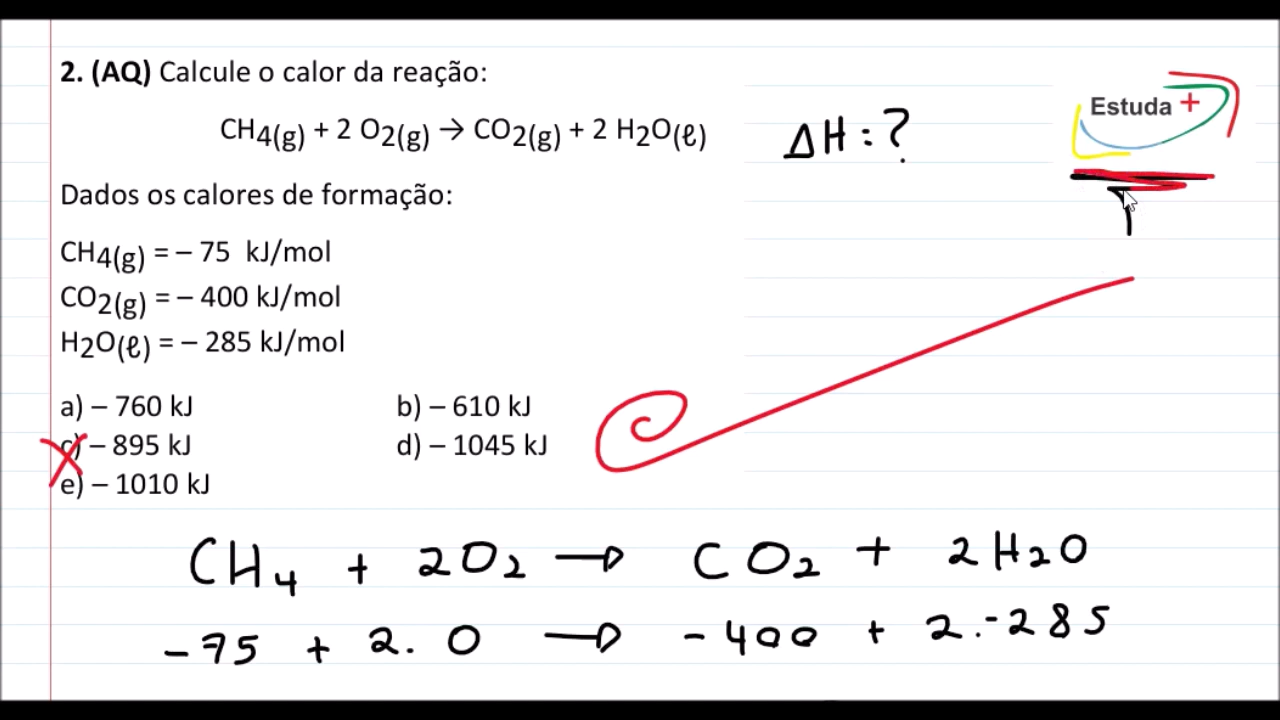 2. (AQ) Calcule o calor da reação:
CH4(g) + 2 O2(g) → CO2(g) + 2 H2O(ℓ)
ΔH = ?
Estuda +
Dados os calores de formação:
CH4(g) = – 75 kJ/mol
CO2(g) = – 400 kJ/mol
H2O(ℓ) = – 285 kJ/mol
a) – 760 kJ b) – 610 kJ
c) – 895 kJ d) – 1045 kJ
e) – 1010 kJ
CH4 + 2O2 → CO2 + 2H2O
-75 + 2. 0 → -400 + 2.-285